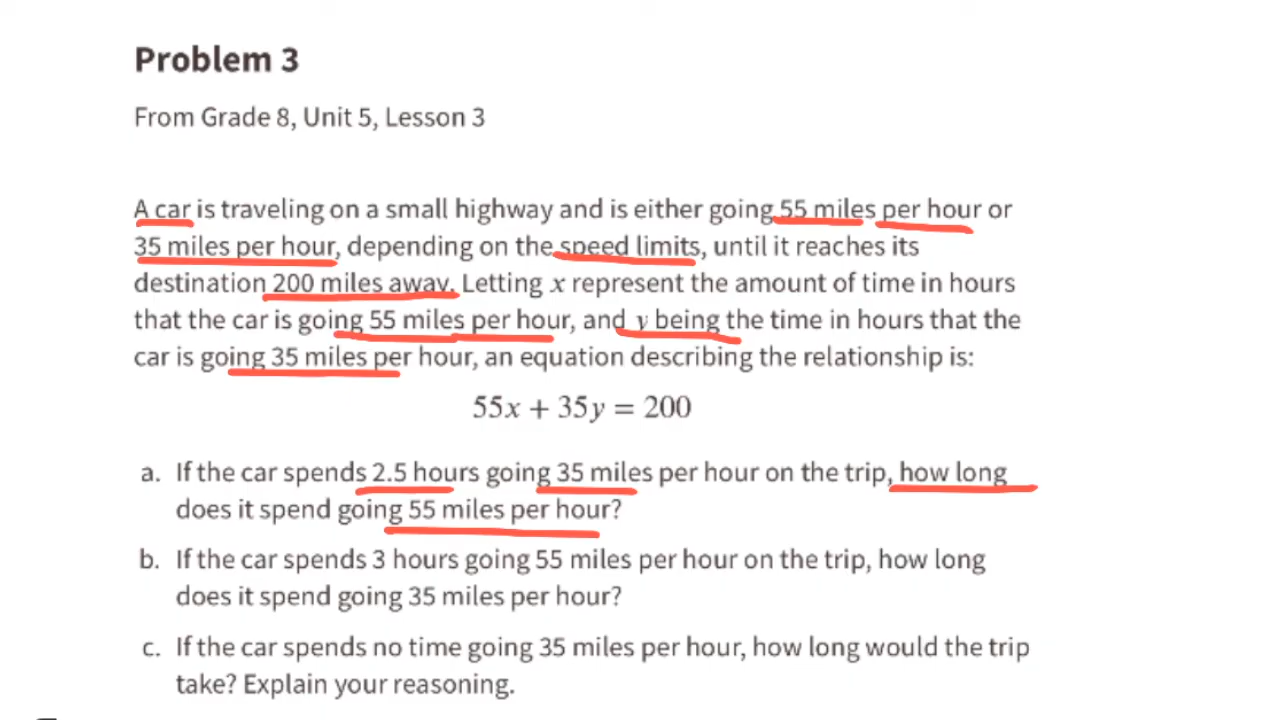 Problem 3
From Grade 8, Unit 5, Lesson 3
A car is traveling on a small highway and is either going 55 miles per hour or
35 miles per hour, depending on the speed limits, until it reaches its
destination 200 miles away. Letting x represent the amount of time in hours
that the car is going 55 miles per hour, and y being the time in hours that the
car is going 35 miles per hour, an equation describing the relationship is:
55x + 35y = 200
a. If the car spends 2.5 hours going 35 miles per hour on the trip, how long
does it spend going 55 miles per hour?
b. If the car spends 3 hours going 55 miles per hour on the trip, how long
does it spend going 35 miles per hour?
c. If the car spends no time going 35 miles per hour, how long would the trip
take? Explain your reasoning.